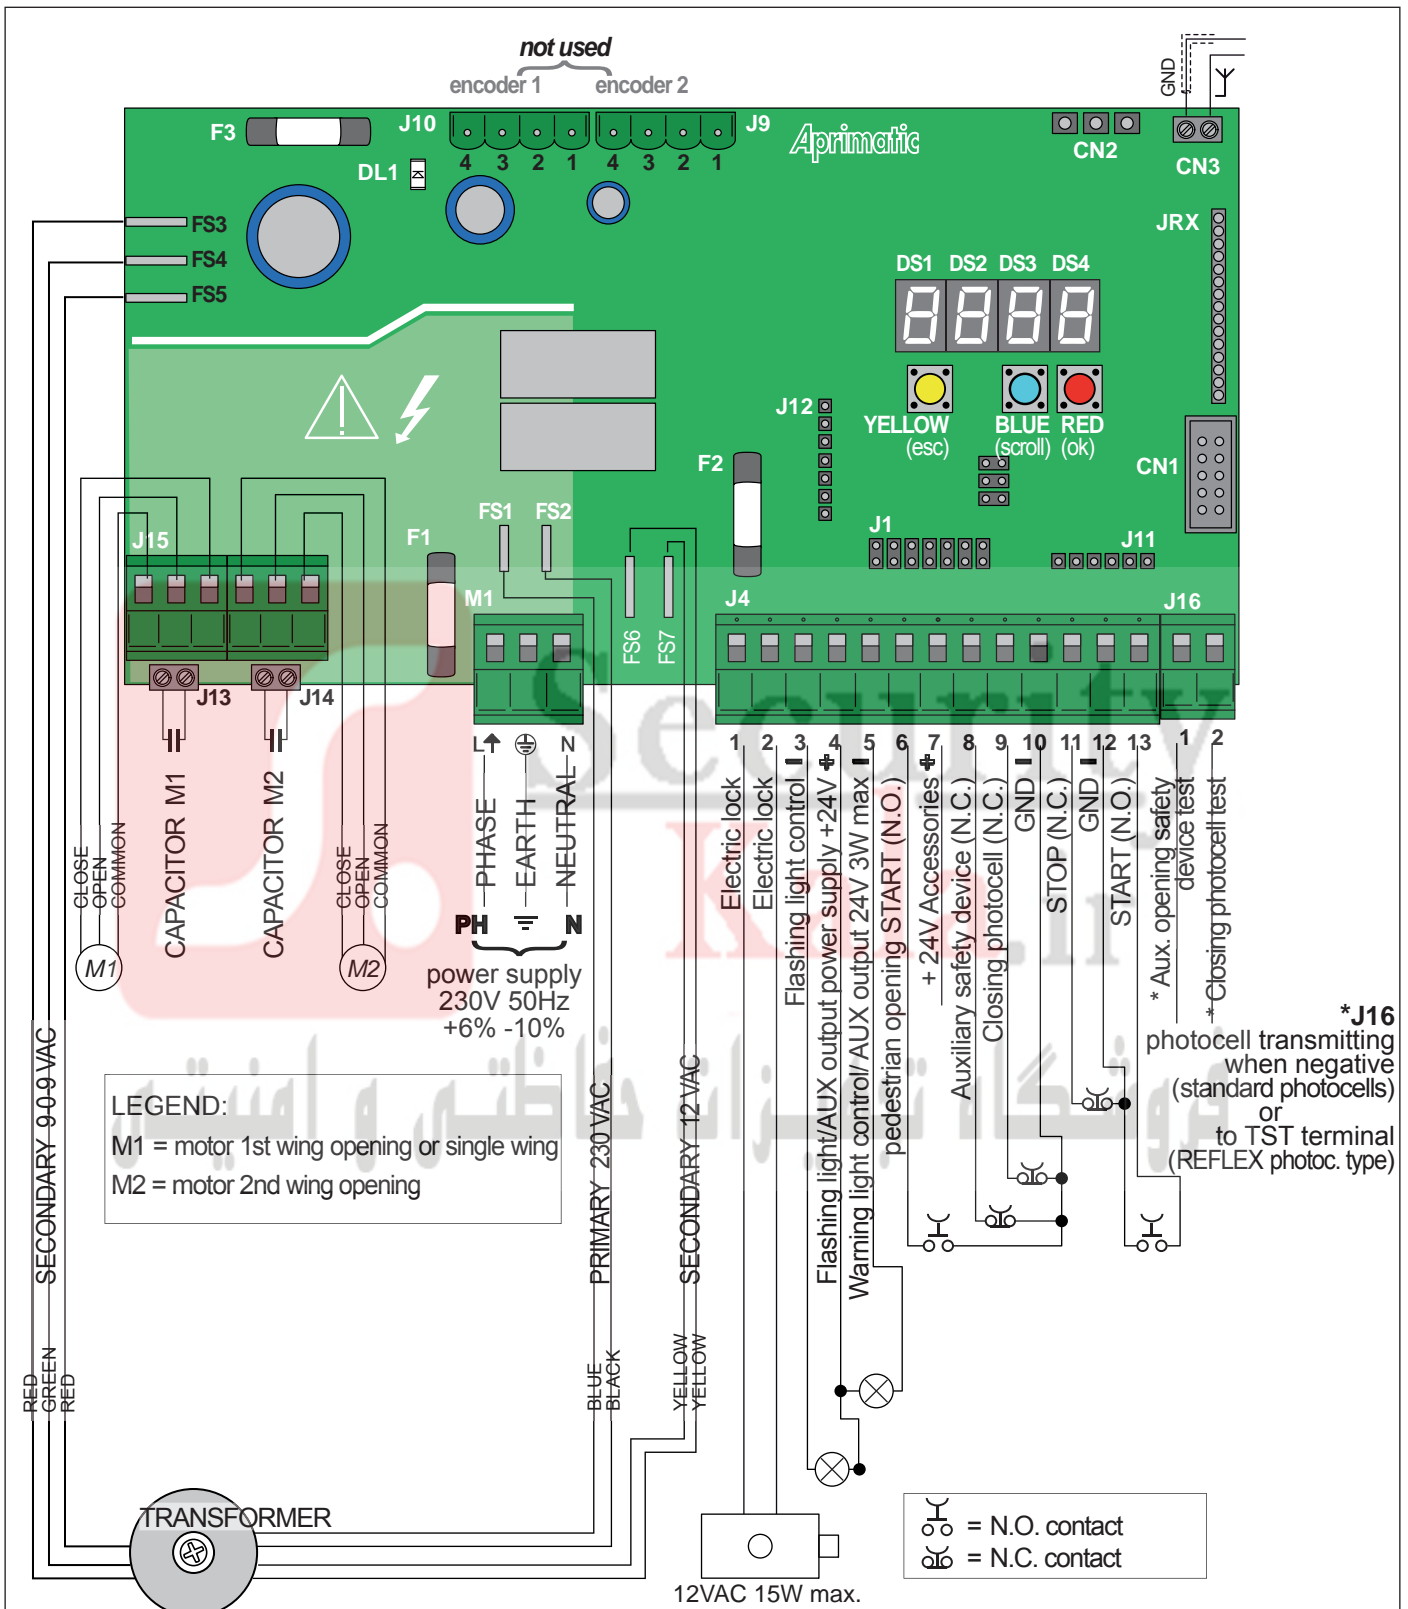 not used
encoder 1 encoder 2
GND
F3
J10
J9
4 3 2 1 4 3 2 1
Aprimatic
CN2
CN3
DL1
JRX
FS3
FS4
FS5
DS1 DS2 DS3 DS4
J12
YELLOW
(esc)
BLUE
(scroll)
RED
(ok)
F2
CN1
FS1
FS2
F1
J1
J11
J15
M1
FS6
FS7
J4
J16
J13
J14
L
N
1 2 3 4 5 6 7 8 9 10 11 12 13 1 2
CLOSE
OPEN
COMMON
CAPACITOR M1
CAPACITOR M2
CLOSE
OPEN
COMMON
M1
M2
PHASE
EARTH
NEUTRAL
PH
N
power supply
230V 50Hz
+6% -10%
Electric lock
Electric lock
Flashing light control
Flashing light/AUX output power supply +24V
Warning light control/AUX output 24V 3W max
pedestrian opening START (N.O.)
+ 24V Accessories
Auxiliary safety device (N.C.)
Closing photocell (N.C.)
GND
STOP (N.C.)
GND
START (N.O.)
* Aux. opening safety
device test
* Closing photocell test
*J16
photocell transmitting
when negative
(standard photocells)
or
to TST terminal
(REFLEX photoc. type)
Security
Kala.ir
فروشگاه تجهیزات حفاظتی و امنیتی
LEGEND:
M1 = motor 1st wing opening or single wing
M2 = motor 2nd wing opening
SECONDARY 9-0-9 VAC
PRIMARY 230 VAC
SECONDARY 12 VAC
RED
GREEN
RED
BLUE
BLACK
YELLOW
YELLOW
TRANSFORMER
12VAC 15W max.
= N.O. contact
= N.C. contact